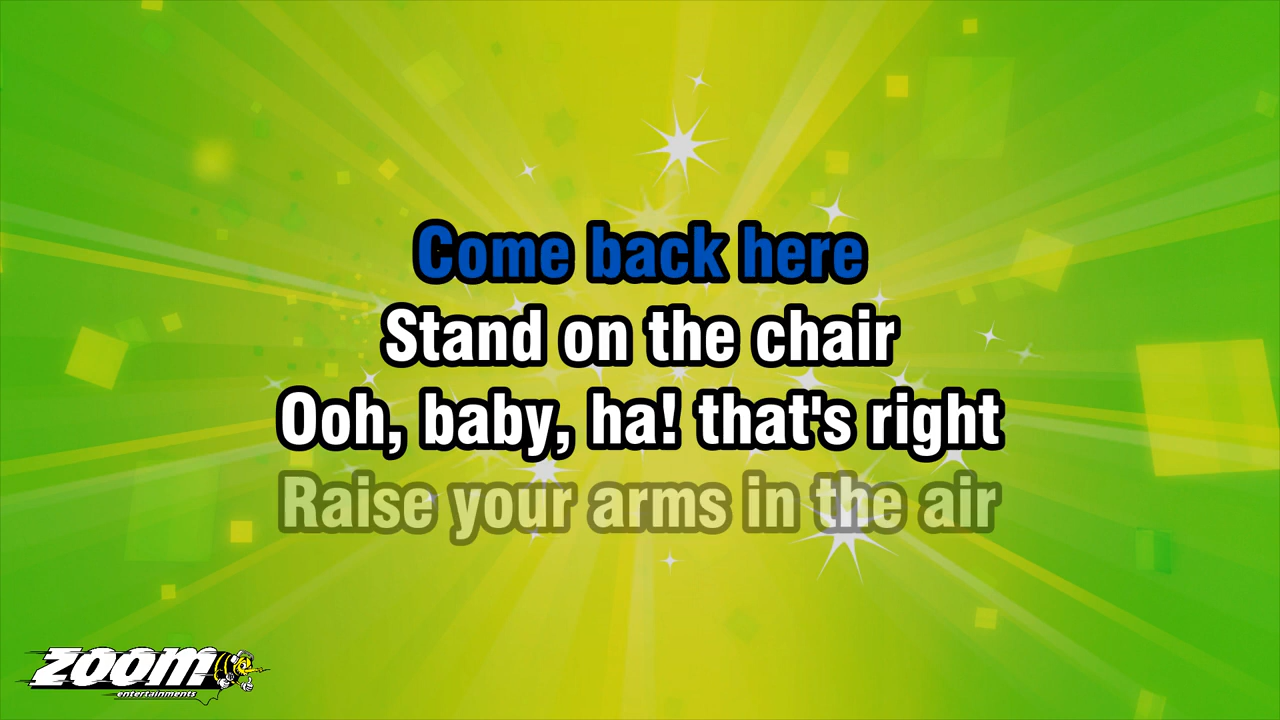 Come back here
Stand on the chair
Ooh, baby, ha! that's right
Raise your arms in the air
ZOOM
entertainments